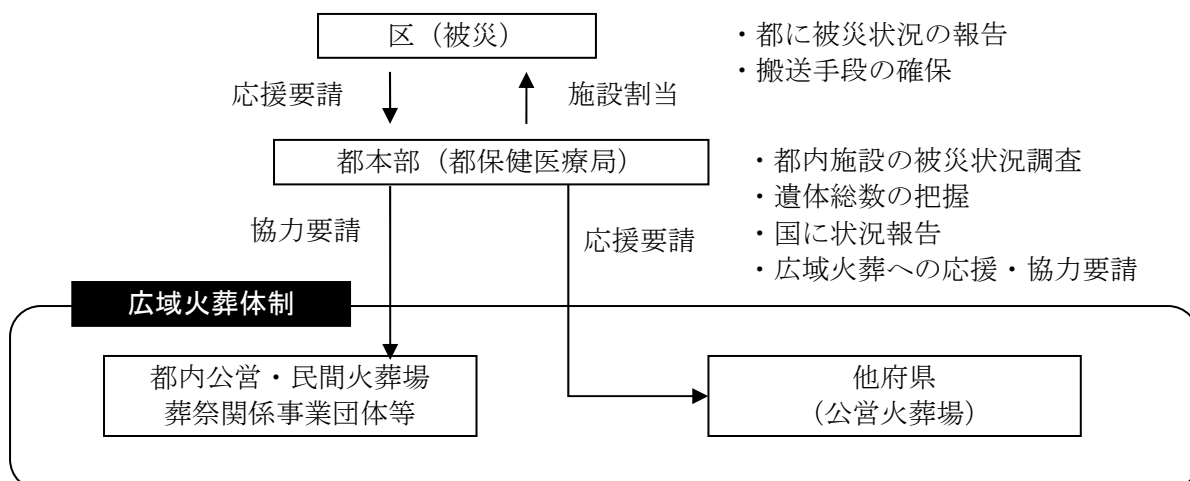 区（被災）
・都に被災状況の報告
・搬送手段の確保
応援要請
施設割当
都本部（都保健医療局）
・都内施設の被災状況調査
・遺体総数の把握
・国に状況報告
・広域火葬への応援・協力要請
協力要請
応援要請
広域火葬体制
都内公営・民間火葬場
葬祭関係事業団体等
他府県
（公営火葬場）